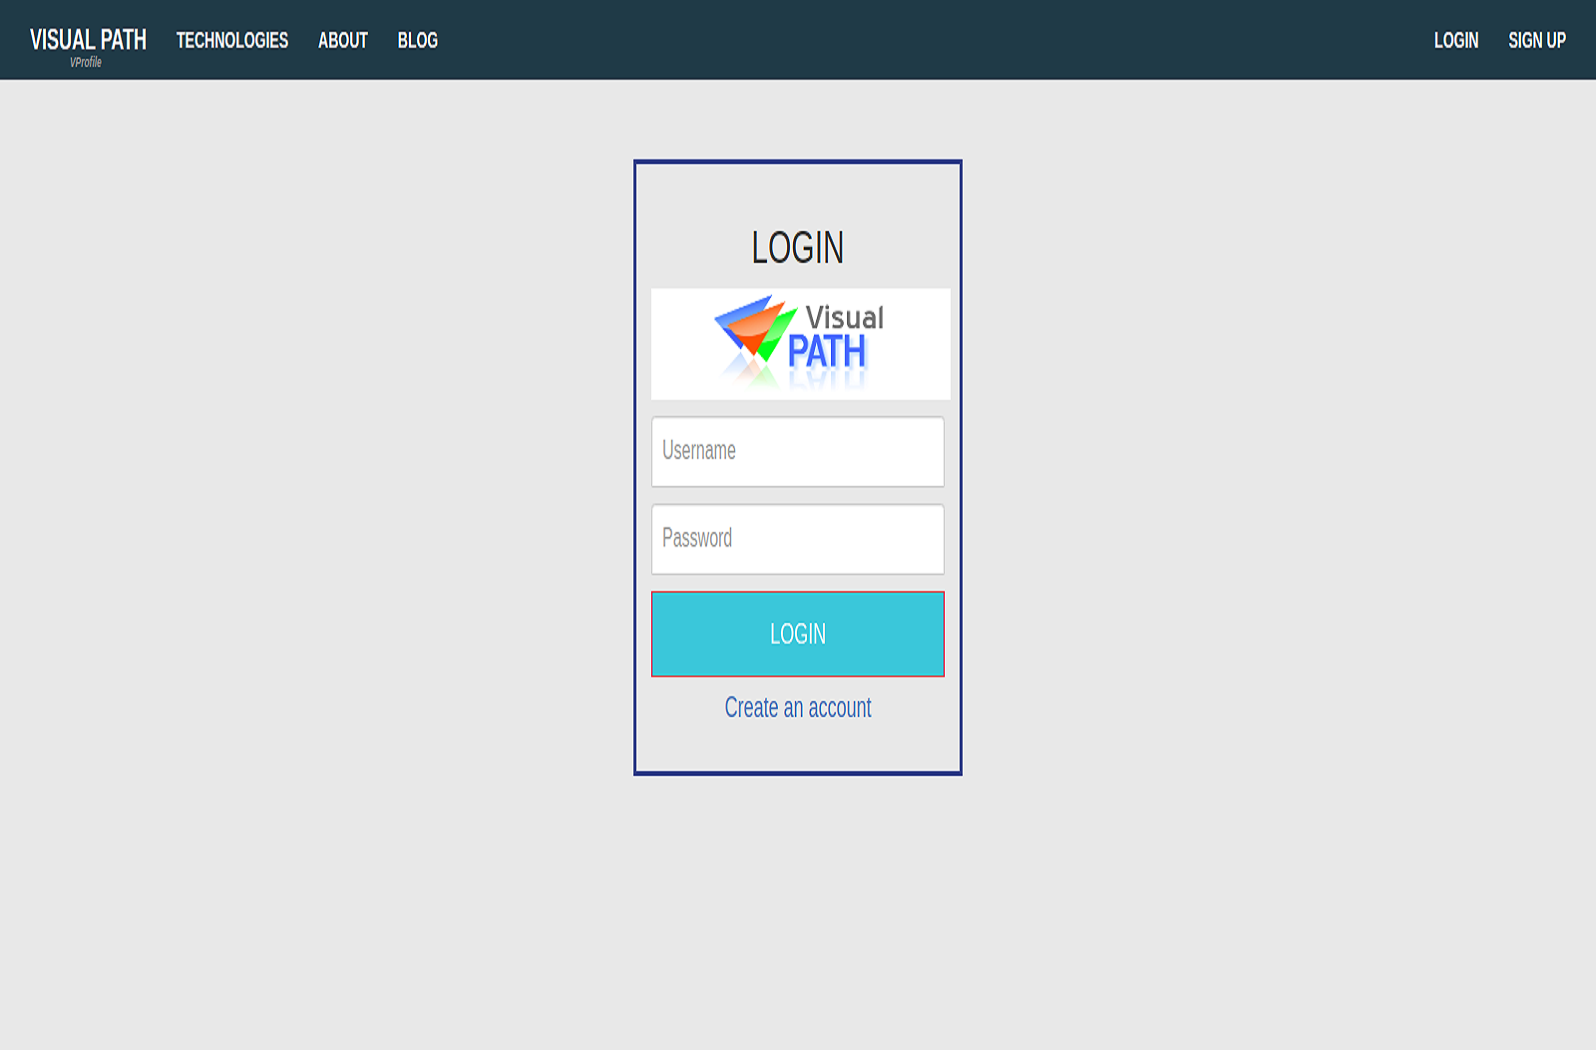 VISUAL PATH TECHNOLOGIES ABOUT BLOG LOGIN SIGN UP
VProfile
LOGIN
Visual
PATH
Username
Password
LOGIN
Create an account